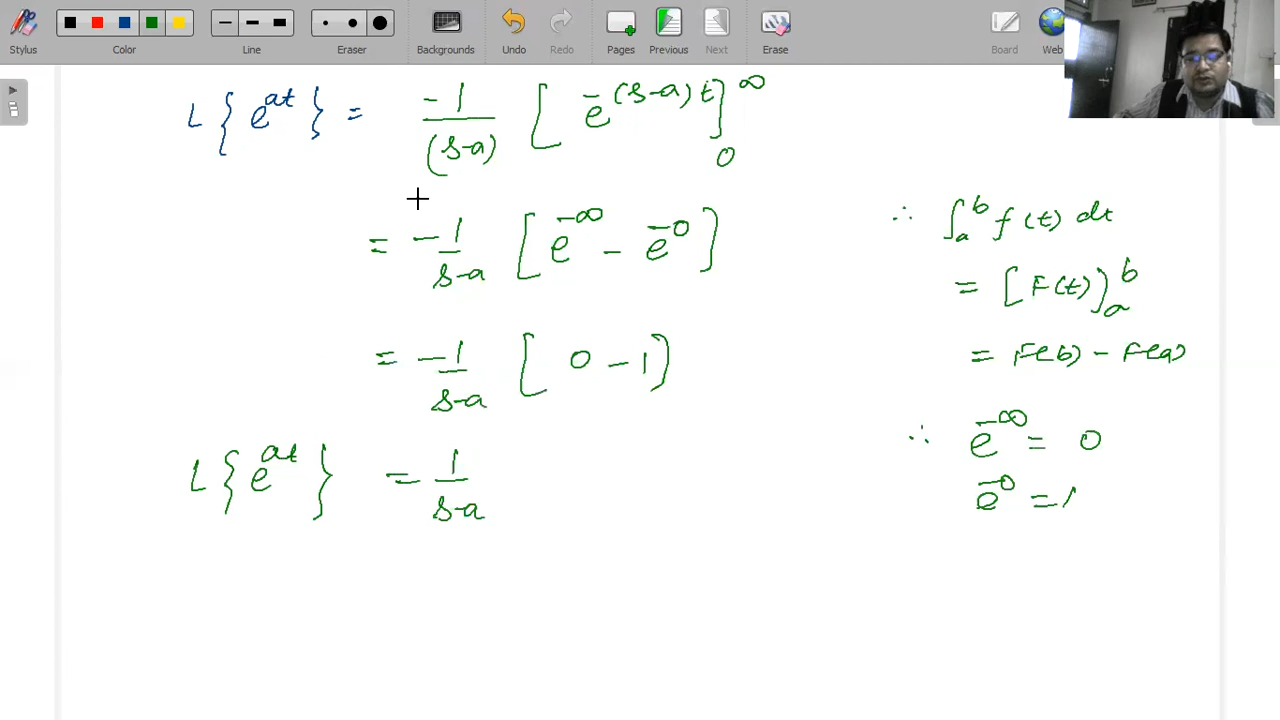 Stylus Color Line Eraser Backgrounds Undo Redo Pages Previous Next Erase Board Web
L{e^{at}} = -1/(s-a) [e^{-(s-a)t}]_0^∞
= -1/s-a [e^{-∞} - e^{-0}]
= -1/s-a [0 - 1]
L{e^{at}} = 1/s-a
∴ ∫_a^b f(t) dt
= [F(t)]_a^b
= F(b) - F(a)
∴ e^{-∞} = 0
e^{-0} = 1